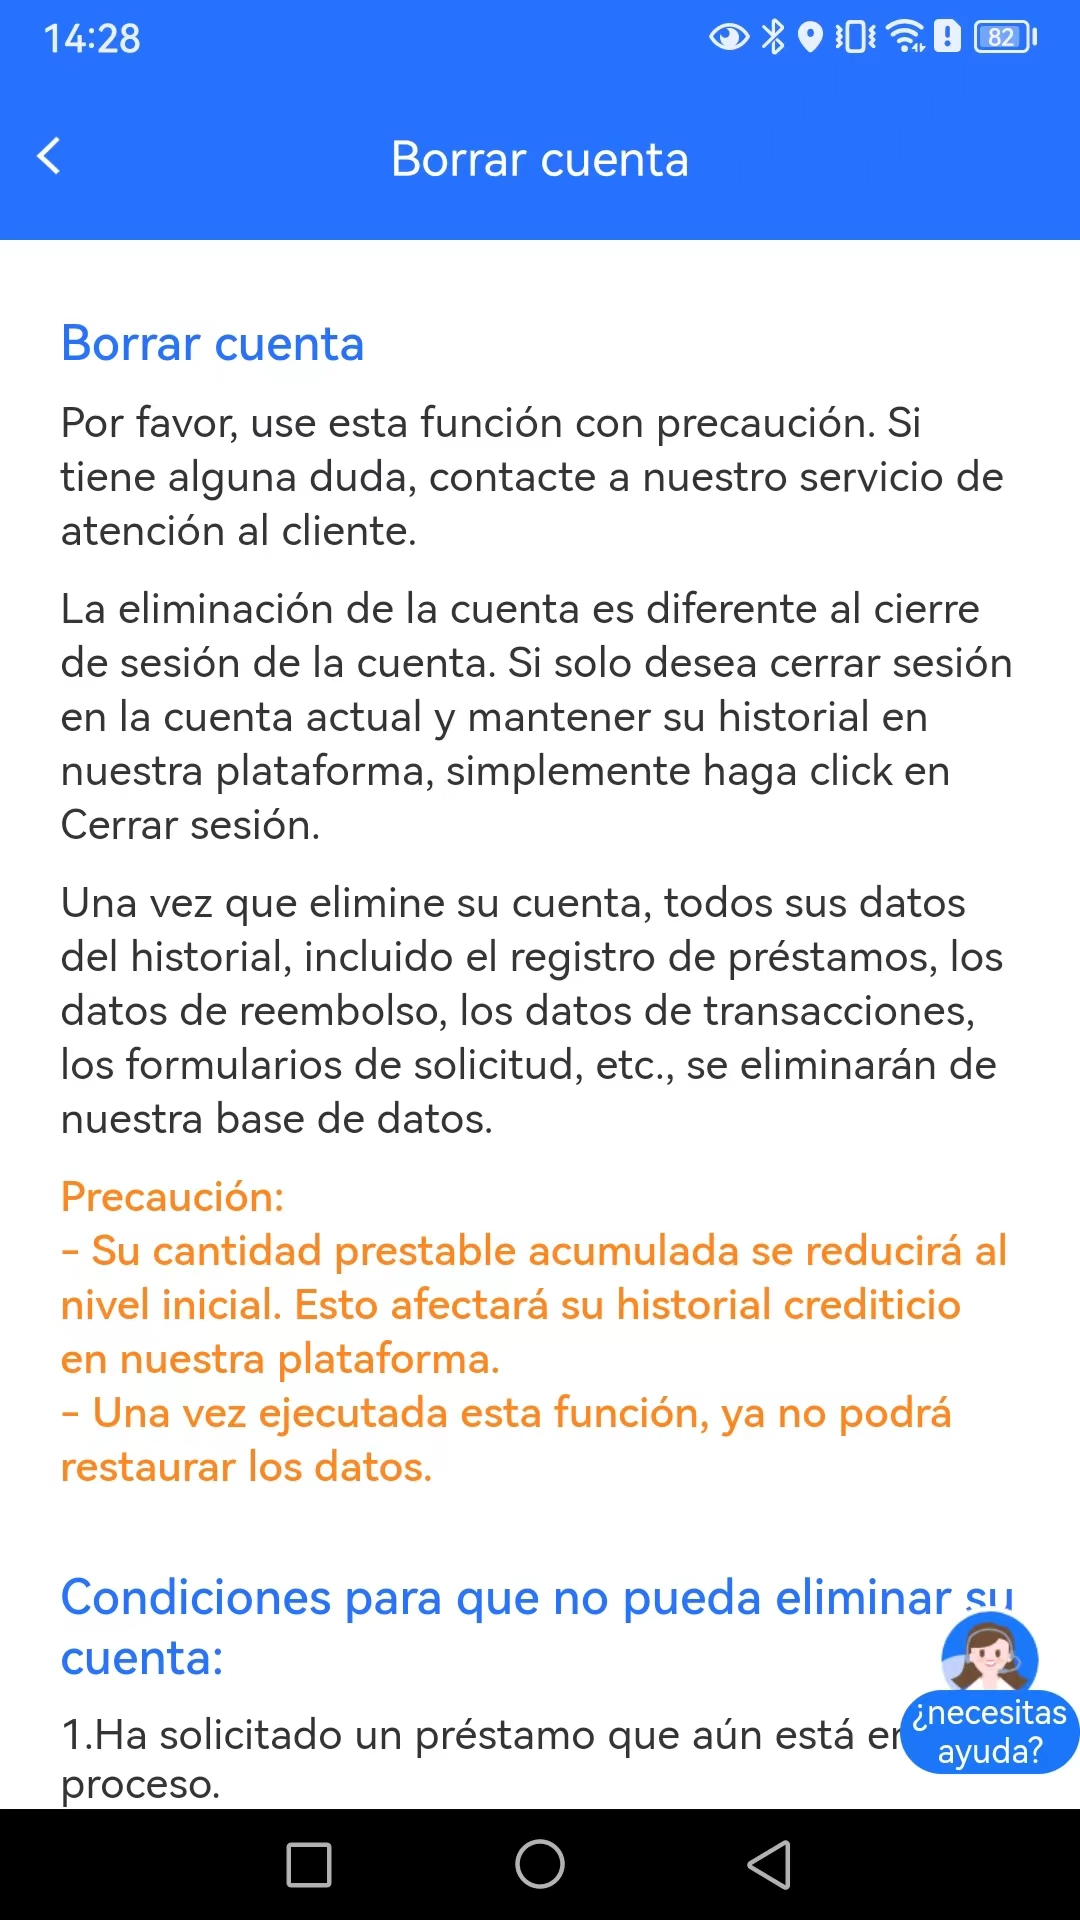 14:28
82
Borrar cuenta
Borrar cuenta
Por favor, use esta función con precaución. Si
tiene alguna duda, contacte a nuestro servicio de
atención al cliente.
La eliminación de la cuenta es diferente al cierre
de sesión de la cuenta. Si solo desea cerrar sesión
en la cuenta actual y mantener su historial en
nuestra plataforma, simplemente haga click en
Cerrar sesión.
Una vez que elimine su cuenta, todos sus datos
del historial, incluido el registro de préstamos, los
datos de reembolso, los datos de transacciones,
los formularios de solicitud, etc., se eliminarán de
nuestra base de datos.
Precaución:
- Su cantidad prestable acumulada se reducirá al
nivel inicial. Esto afectará su historial crediticio
en nuestra plataforma.
- Una vez ejecutada esta función, ya no podrá
restaurar los datos.
Condiciones para que no pueda eliminar su
cuenta:
1.Ha solicitado un préstamo que aún está en
proceso.
¿necesitas
ayuda?